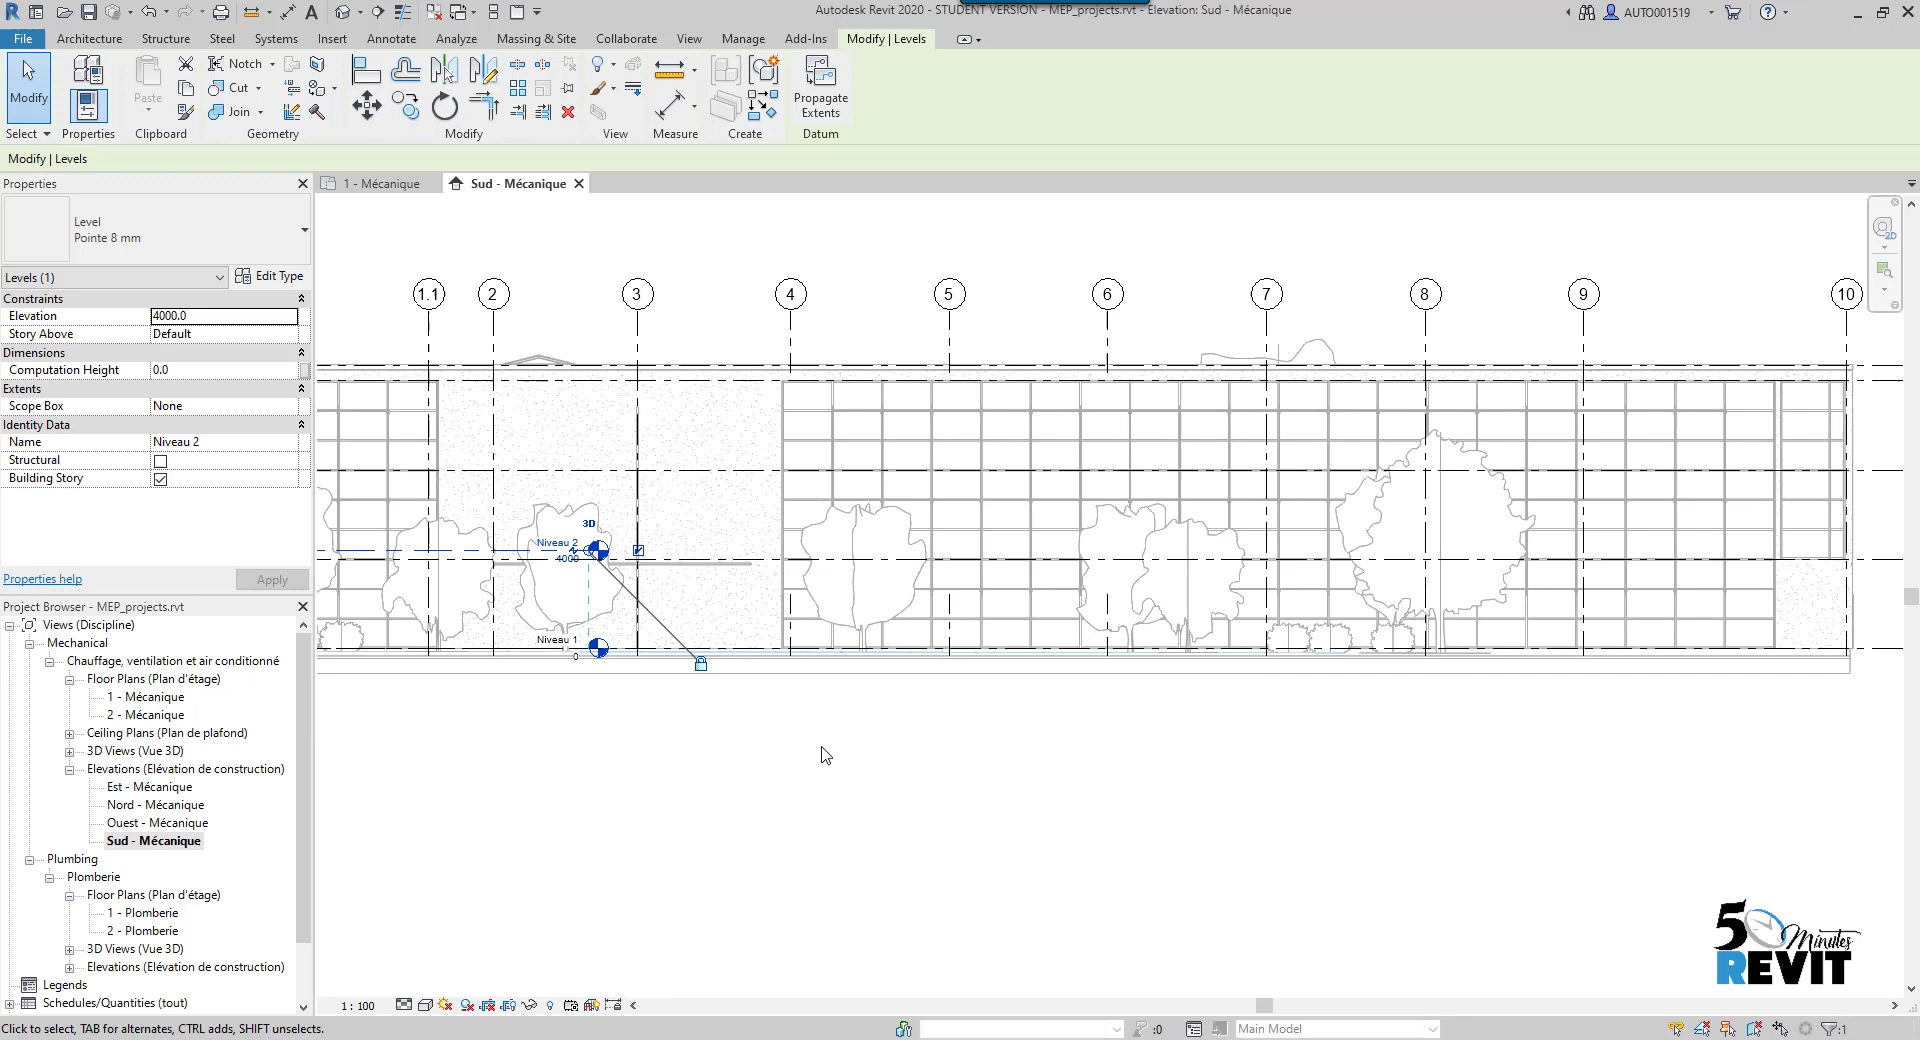 Autodesk Revit 2020 - STUDENT VERSION - MEP_projects.rvt - Elevation: Sud - Mécanique
AUTO001519
File Architecture Structure Steel Systems Insert Annotate Analyze Massing & Site Collaborate View Manage Add-Ins Modify | Levels
Modify
Paste
Notch
Cut
Join
Propagate
Extents
Select Properties Clipboard Geometry Modify View Measure Create Datum
Modify | Levels
Properties
Level
Pointe 8 mm
Levels (1)
Edit Type
Constraints
Elevation 4000.0
Story Above Default
Dimensions
Computation Height 0.0
Extents
Scope Box None
Identity Data
Name Niveau 2
Structural
Building Story
Properties help
Apply
Project Browser - MEP_projects.rvt
Views (Discipline)
Mechanical
Chauffage, ventilation et air conditionné
Floor Plans (Plan d'étage)
1 - Mécanique
2 - Mécanique
Ceiling Plans (Plan de plafond)
3D Views (Vue 3D)
Elevations (Elévation de construction)
Est - Mécanique
Nord - Mécanique
Ouest - Mécanique
Sud - Mécanique
Plumbing
Plomberie
Floor Plans (Plan d'étage)
1 - Plomberie
2 - Plomberie
3D Views (Vue 3D)
Elevations (Elévation de construction)
Legends
Schedules/Quantities (tout)
1 - Mécanique
Sud - Mécanique
2D
1.1 2 3 4 5 6 7 8 9 10
3D
Niveau 2
4000
Niveau 1
0
5 Minutes
REVIT
1 : 100
Click to select, TAB for alternates, CTRL adds, SHIFT unselects.
:0
Main Model
:1